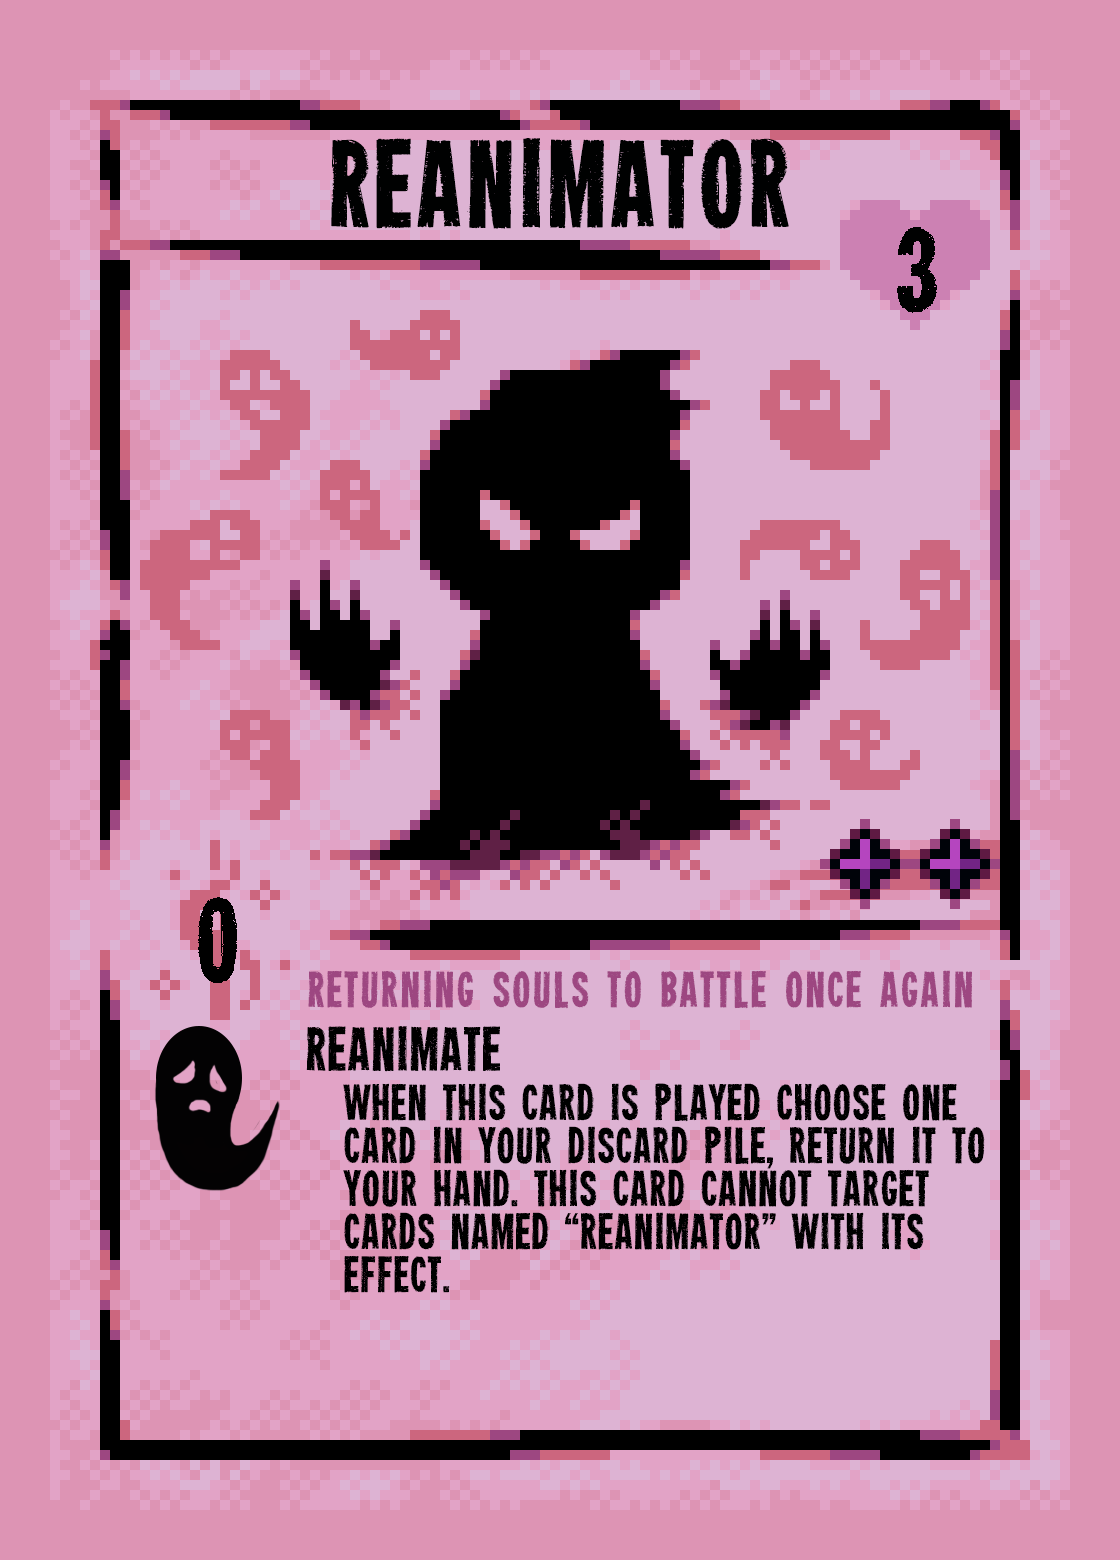 REANIMATOR
3
0
RETURNING SOULS TO BATTLE ONCE AGAIN
REANIMATE
WHEN THIS CARD IS PLAYED CHOOSE ONE
CARD IN YOUR DISCARD PILE, RETURN IT TO
YOUR HAND. THIS CARD CANNOT TARGET
CARDS NAMED “REANIMATOR” WITH ITS
EFFECT.